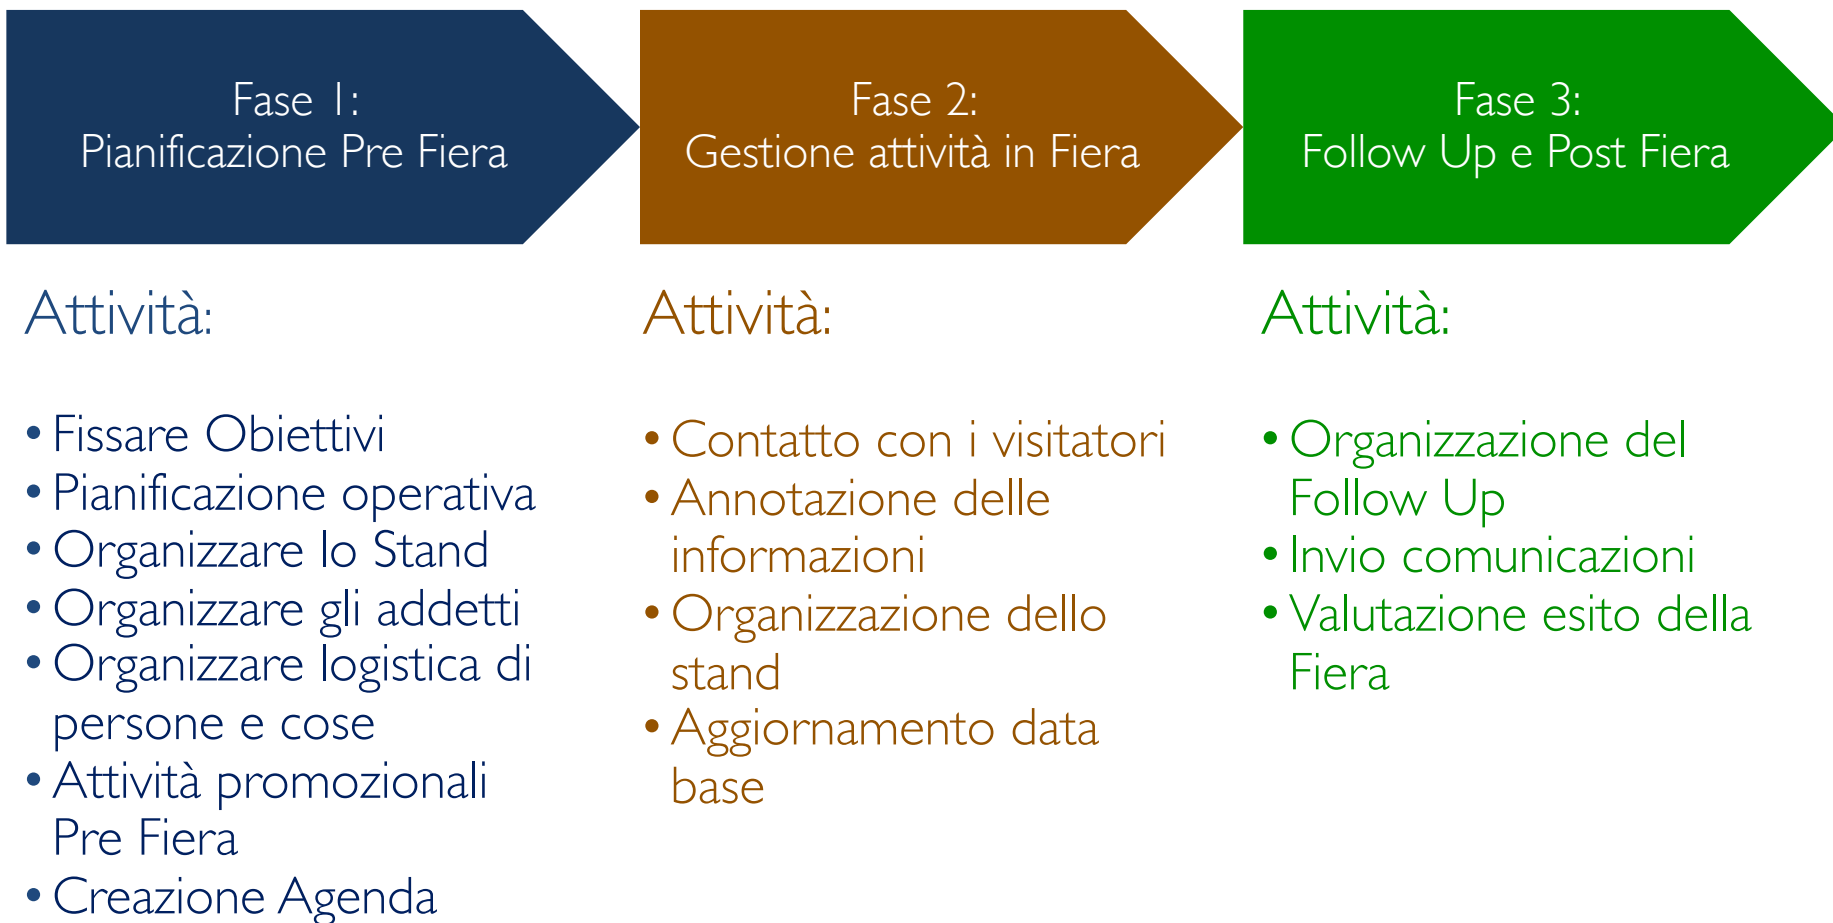 Fase 1:
Pianificazione Pre Fiera
Fase 2:
Gestione attività in Fiera
Fase 3:
Follow Up e Post Fiera
Attività:
• Fissare Obiettivi
• Pianificazione operativa
• Organizzare lo Stand
• Organizzare gli addetti
• Organizzare logistica di
persone e cose
• Attività promozionali
Pre Fiera
• Creazione Agenda
Attività:
• Contatto con i visitatori
• Annotazione delle
informazioni
• Organizzazione dello
stand
• Aggiornamento data
base
Attività:
• Organizzazione del
Follow Up
• Invio comunicazioni
• Valutazione esito della
Fiera